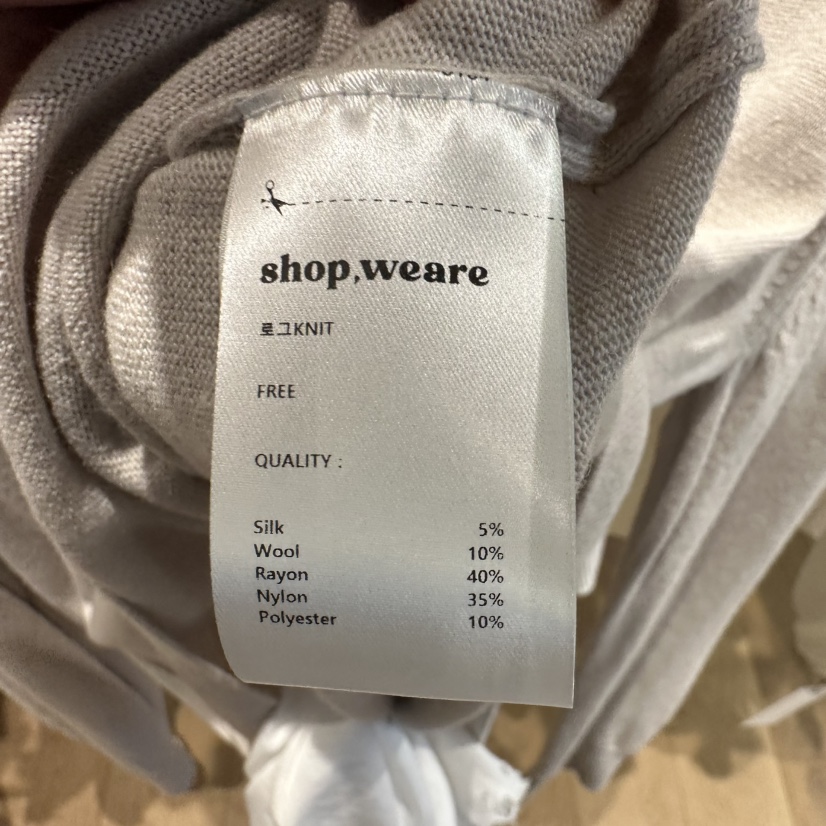 shop,weare
로그KNIT
FREE
QUALITY :
Silk 5%
Wool 10%
Rayon 40%
Nylon 35%
Polyester 10%